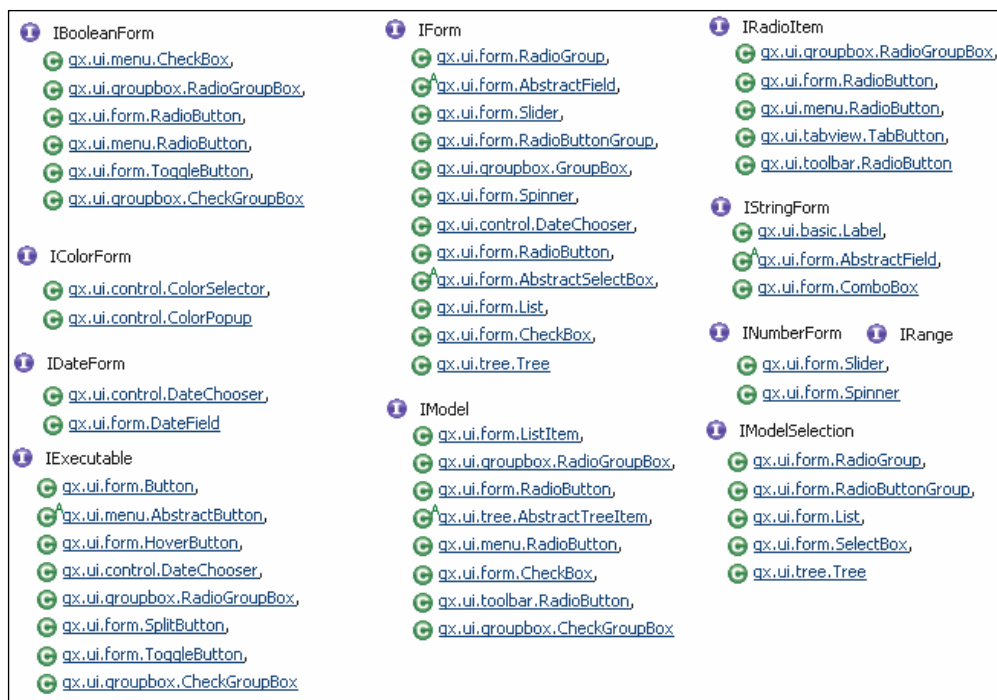 IBooleanForm
qx.ui.menu.CheckBox,
qx.ui.groupbox.RadioGroupBox,
qx.ui.form.RadioButton,
qx.ui.menu.RadioButton,
qx.ui.form.ToggleButton,
qx.ui.groupbox.CheckGroupBox
IColorForm
qx.ui.control.ColorSelector,
qx.ui.control.ColorPopup
IDateForm
qx.ui.control.DateChooser,
qx.ui.form.DateField
IExecutable
qx.ui.form.Button,
qx.ui.menu.AbstractButton,
qx.ui.form.HoverButton,
qx.ui.control.DateChooser,
qx.ui.groupbox.RadioGroupBox,
qx.ui.form.SplitButton,
qx.ui.form.ToggleButton,
qx.ui.groupbox.CheckGroupBox
IForm
qx.ui.form.RadioGroup,
qx.ui.form.AbstractField,
qx.ui.form.Slider,
qx.ui.form.RadioButtonGroup,
qx.ui.groupbox.GroupBox,
qx.ui.form.Spinner,
qx.ui.control.DateChooser,
qx.ui.form.RadioButton,
qx.ui.form.AbstractSelectBox,
qx.ui.form.List,
qx.ui.form.CheckBox,
qx.ui.tree.Tree
IModel
qx.ui.form.ListItem,
qx.ui.groupbox.RadioGroupBox,
qx.ui.form.RadioButton,
qx.ui.tree.AbstractTreeItem,
qx.ui.menu.RadioButton,
qx.ui.form.CheckBox,
qx.ui.toolbar.RadioButton,
qx.ui.groupbox.CheckGroupBox
IRadioItem
qx.ui.groupbox.RadioGroupBox,
qx.ui.form.RadioButton,
qx.ui.menu.RadioButton,
qx.ui.tabview.TabButton,
qx.ui.toolbar.RadioButton
IStringForm
qx.ui.basic.Label,
qx.ui.form.AbstractField,
qx.ui.form.ComboBox
INumberForm IRange
qx.ui.form.Slider,
qx.ui.form.Spinner
IModelSelection
qx.ui.form.RadioGroup,
qx.ui.form.RadioButtonGroup,
qx.ui.form.List,
qx.ui.form.SelectBox,
qx.ui.tree.Tree